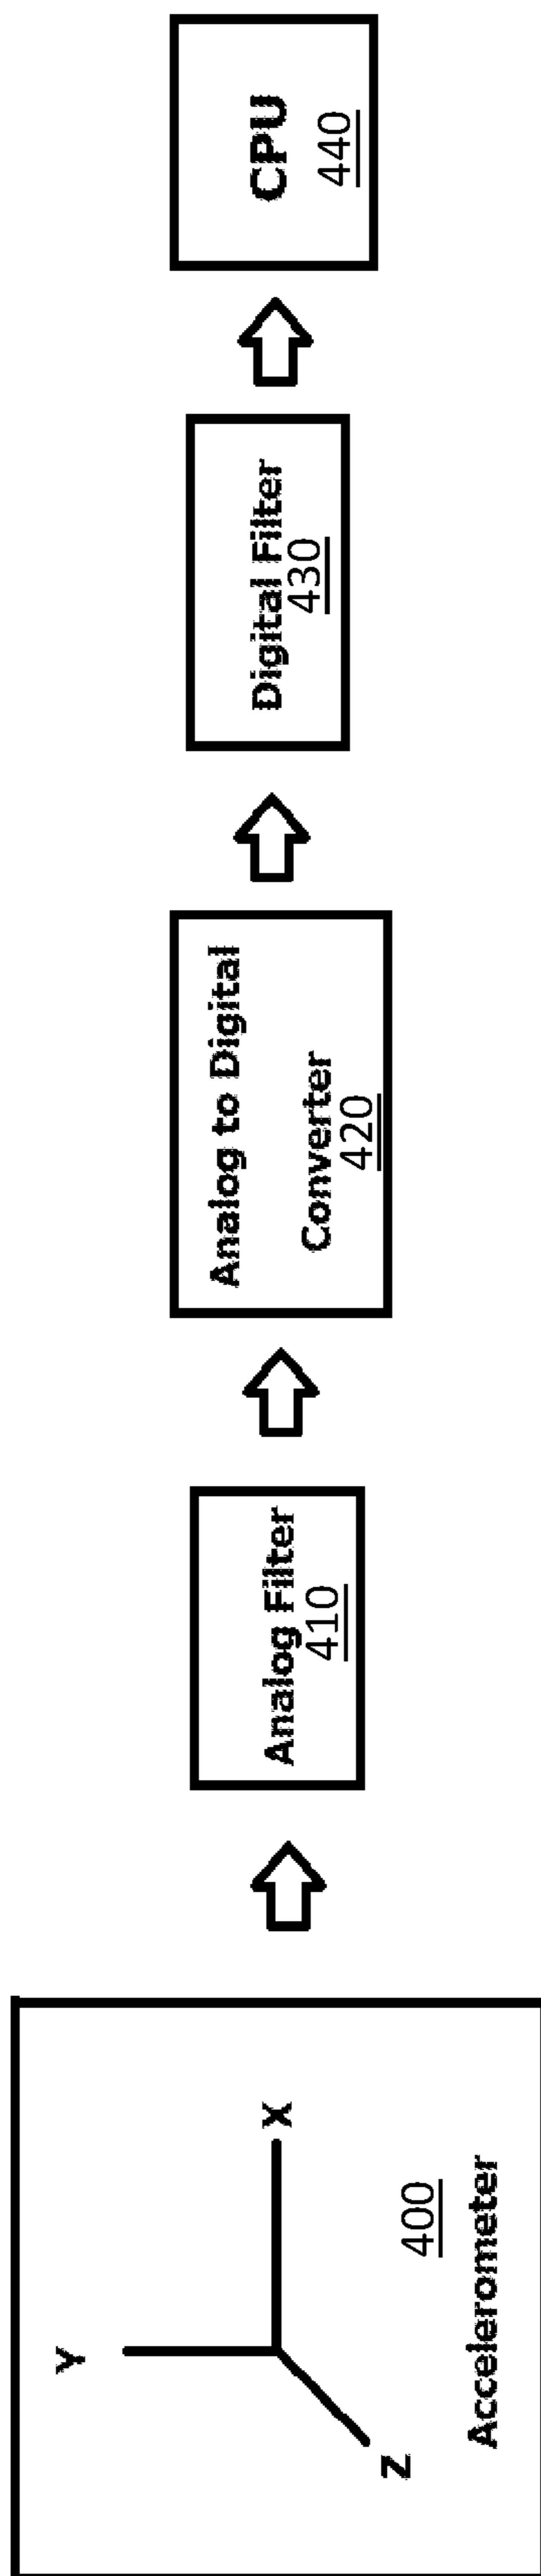 Y
X
Z
400
Accelerometer
Analog Filter
410
Analog to Digital
Converter
420
Digital Filter
430
CPU
440